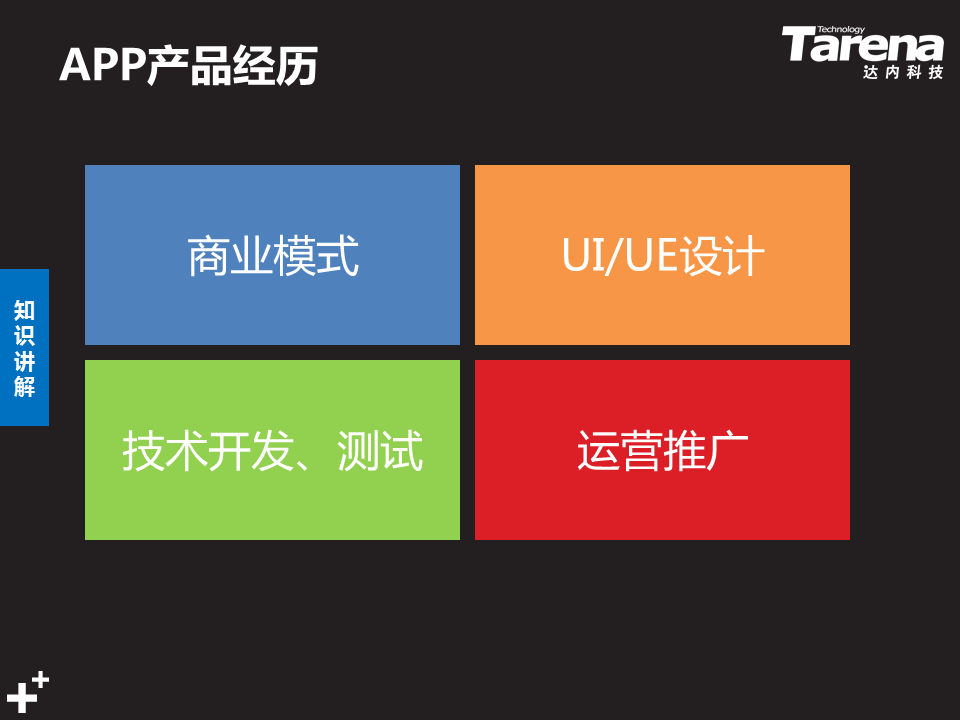 APP产品经历
Technology
Tarena
达内科技
商业模式
UI/UE设计
知识讲解
技术开发、测试
运营推广